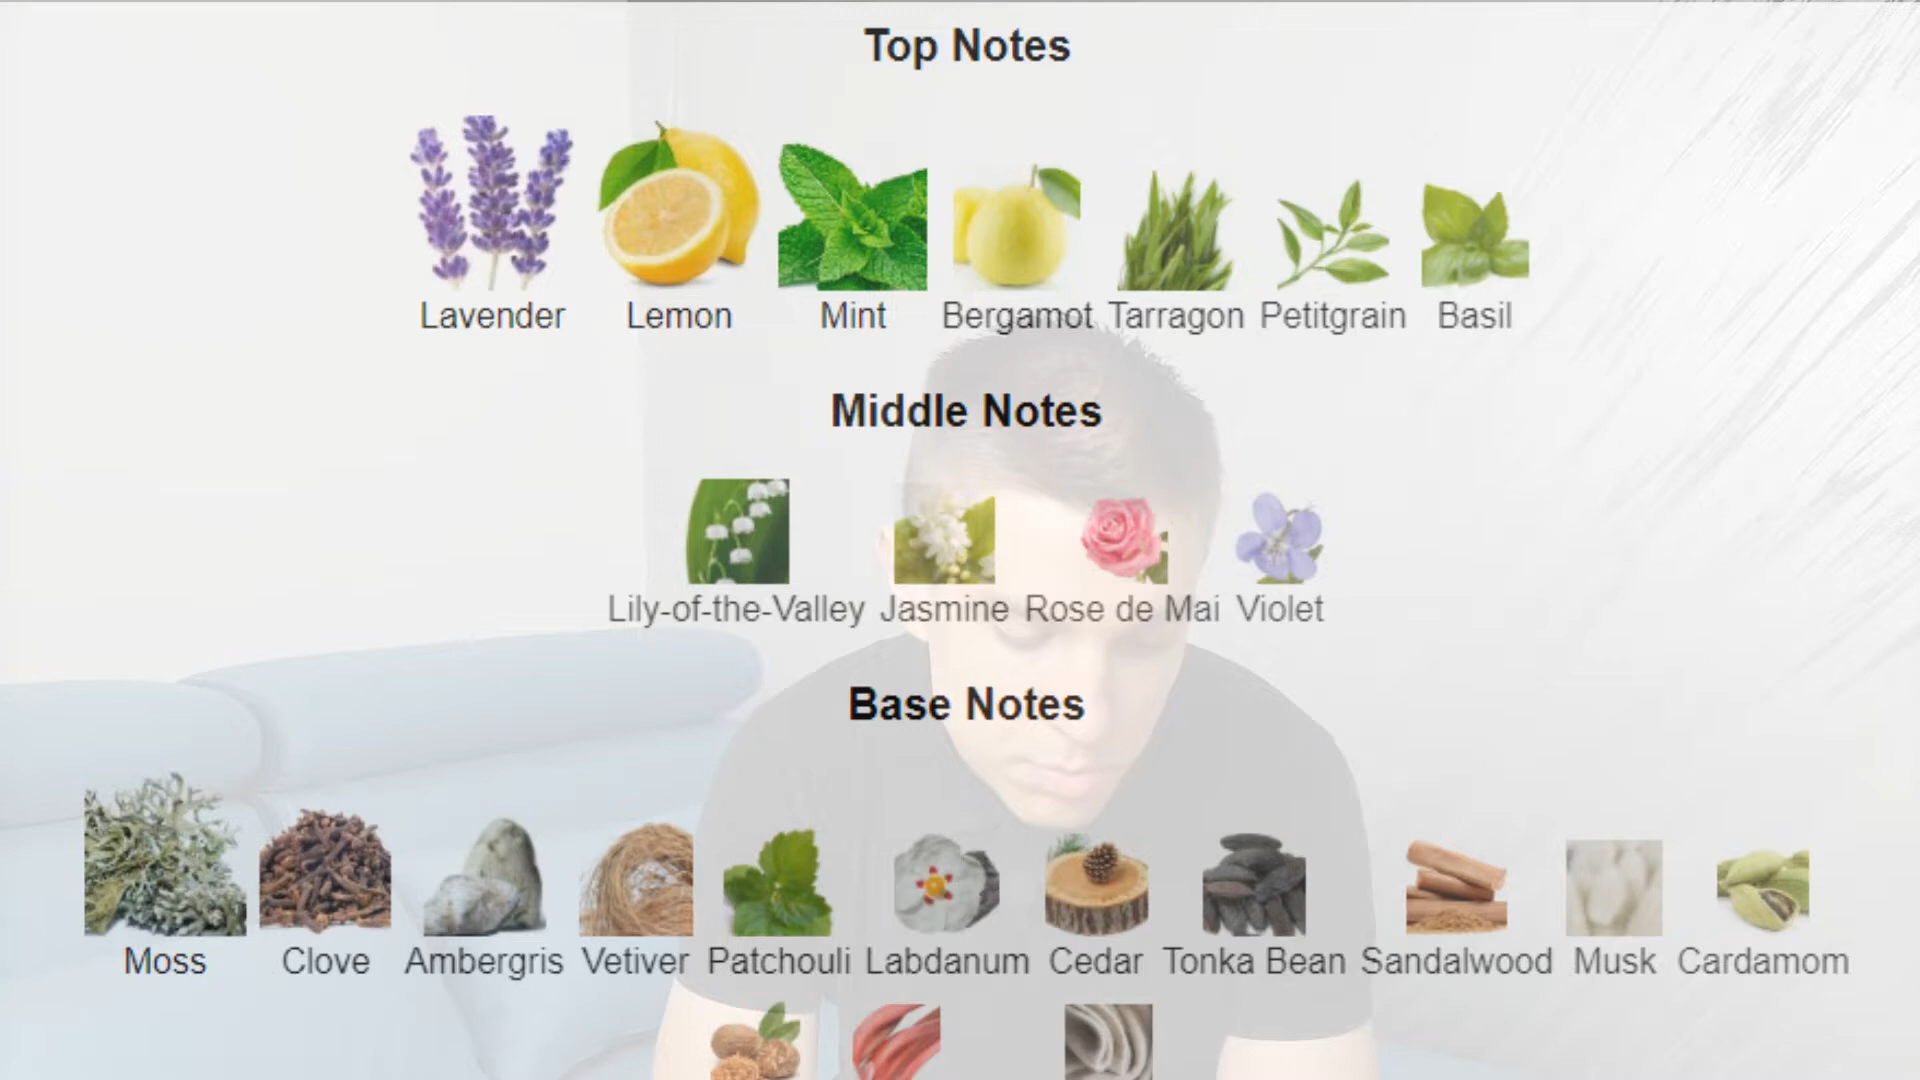 Top Notes
Lavender Lemon Mint Bergamot Tarragon Petitgrain Basil
Middle Notes
Lily-of-the-Valley Jasmine Rose de Mai Violet
Base Notes
Moss Clove Ambergris Vetiver Patchouli Labdanum Cedar Tonka Bean Sandalwood Musk Cardamom